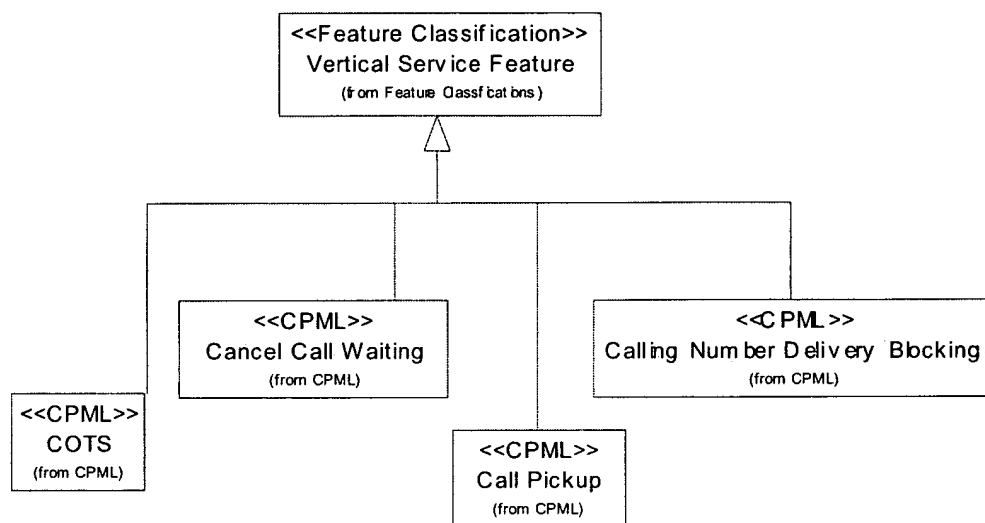 <<Feature Classification>>
Vertical Service Feature
(from Feature Classfications)
<<CPML>>
Cancel Call Waiting
(from CPML)
<<CPML>>
Calling Number Delivery Blocking
(from CPML)
<<CPML>>
COTS
(from CPML)
<<CPML>>
Call Pickup
(from CPML)